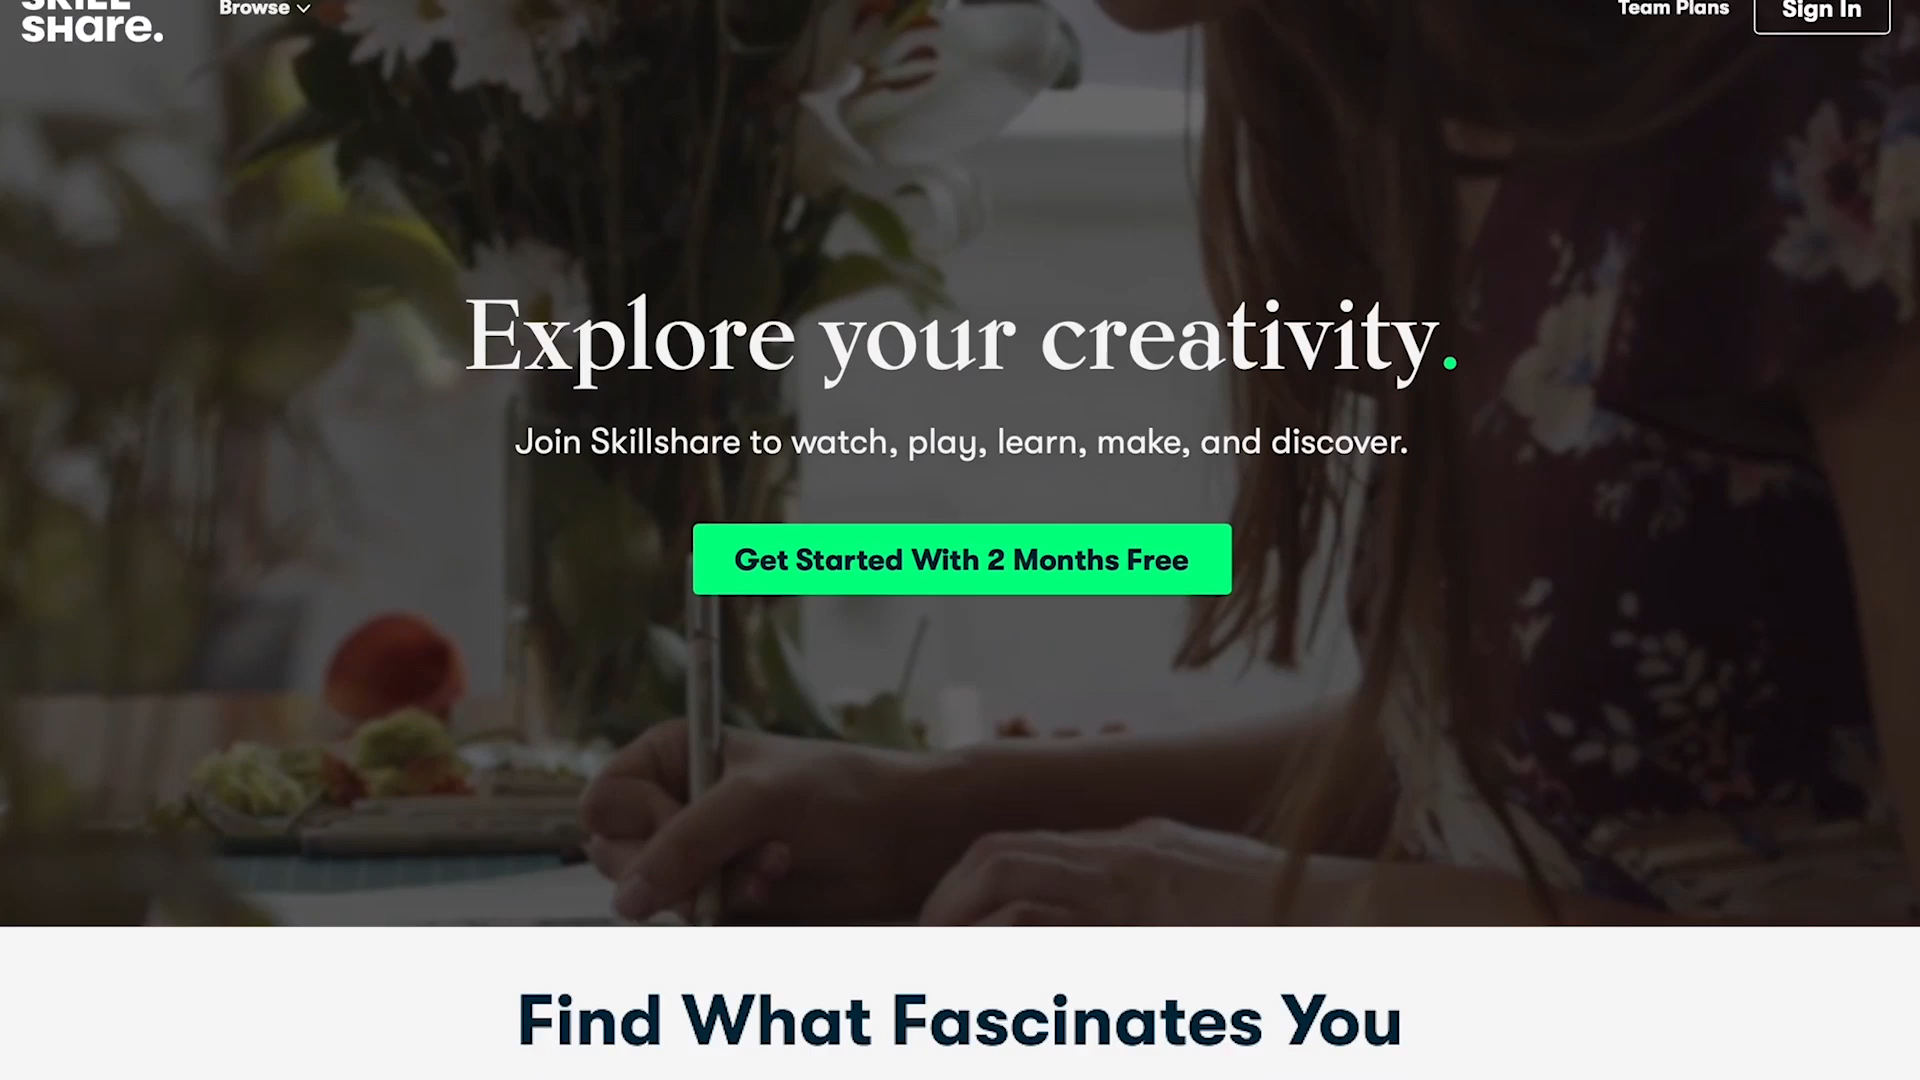 SKILL
SHare.
Browse
Team Plans
Sign In
Explore your creativity.
Join Skillshare to watch, play, learn, make, and discover.
Get Started With 2 Months Free
Find What Fascinates You